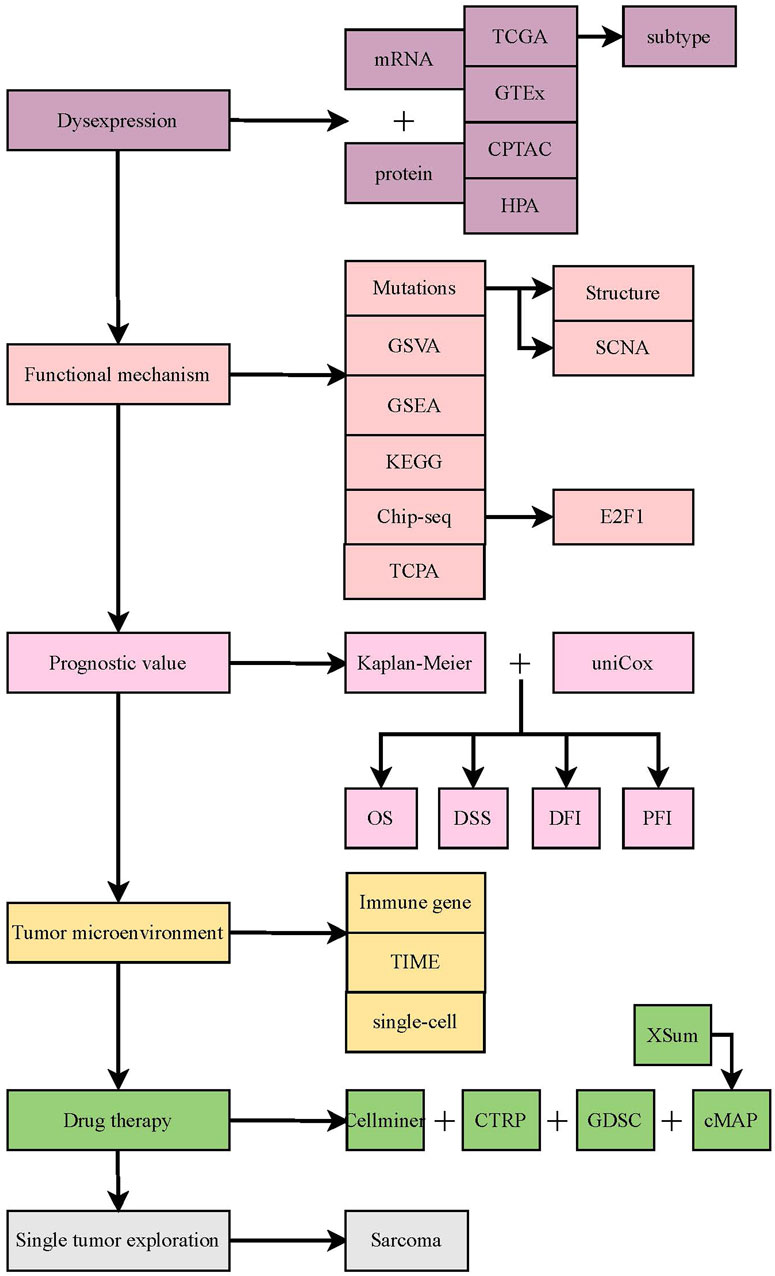 Dysexpression
mRNA
+
protein
TCGA
GTEx
CPTAC
HPA
subtype
Functional mechanism
Mutations
GSVA
GSEA
KEGG
Chip-seq
TCPA
Structure
SCNA
E2F1
Prognostic value
Kaplan-Meier + uniCox
OS DSS DFI PFI
Tumor microenvironment
Immune gene
TIME
single-cell
XSum
Drug therapy
Cellminer + CTRP + GDSC + cMAP
Single tumor exploration
Sarcoma